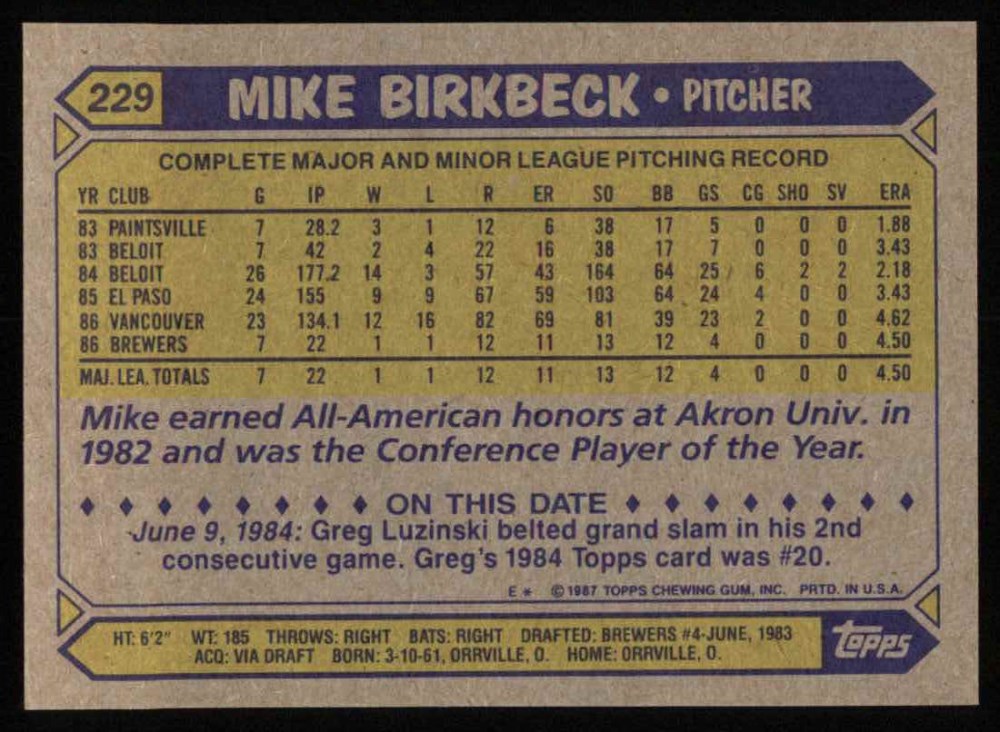 229 MIKE BIRKBECK • PITCHER
COMPLETE MAJOR AND MINOR LEAGUE PITCHING RECORD
YR CLUB G IP W L R ER SO BB GS CG SHO SV ERA
83 PAINTSVILLE 7 28.2 3 1 12 6 38 17 5 0 0 0 1.88
83 BELOIT 7 42 2 4 22 16 38 17 7 0 0 0 3.43
84 BELOIT 26 177.2 14 3 57 43 164 64 25 6 2 2 2.18
85 EL PASO 24 155 9 9 67 59 103 64 24 4 0 0 3.43
86 VANCOUVER 23 134.1 12 16 82 69 81 39 23 2 0 0 4.62
86 BREWERS 7 22 1 1 12 11 13 12 4 0 0 0 4.50
MAJ. LEA. TOTALS 7 22 1 1 12 11 13 12 4 0 0 0 4.50
Mike earned All-American honors at Akron Univ. in
1982 and was the Conference Player of the Year.
♦ ♦ ♦ ♦ ♦ ♦ ♦ ♦ ON THIS DATE ♦ ♦ ♦ ♦ ♦ ♦ ♦ ♦
June 9, 1984: Greg Luzinski belted grand slam in his 2nd
consecutive game. Greg's 1984 Topps card was #20.
E * © 1987 TOPPS CHEWING GUM, INC. PRTD. IN U.S.A.
HT: 6'2" WT: 185 THROWS: RIGHT BATS: RIGHT DRAFTED: BREWERS #4-JUNE, 1983
ACQ: VIA DRAFT BORN: 3-10-61, ORRVILLE, O. HOME: ORRVILLE, O.
TOPPS